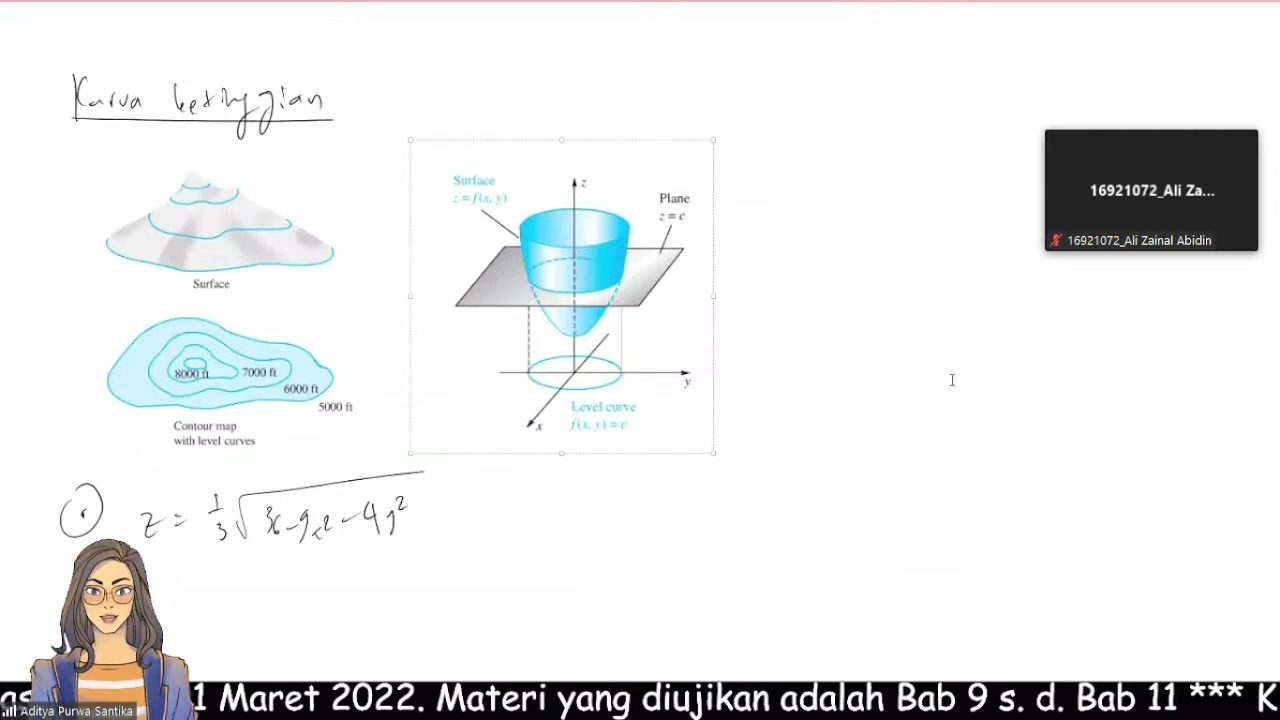 Kurva ketinggian
Surface
8000 ft
7000 ft
6000 ft
5000 ft
Contour map
with level curves
Surface
z = f(x, y)
z
Plane
z = c
y
x
Level curve
f(x, y) = c
z = 1/3 √(36 - 9x² - 4y²)
16921072_Ali Za...
16921072_Ali Zainal Abidin
1 Maret 2022. Materi yang diujikan adalah Bab 9 s. d. Bab 11 *** K
Aditya Purwa Santika